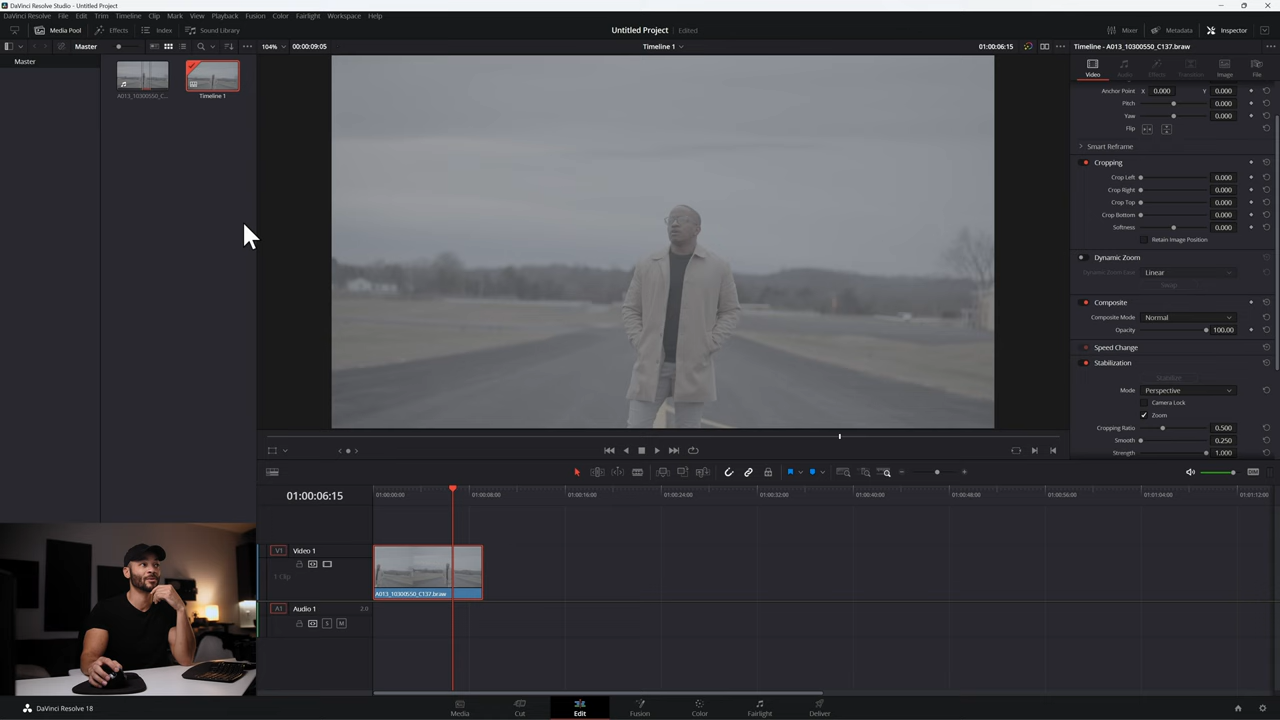 DaVinci Resolve Studio - Untitled Project
DaVinci Resolve File Edit Trim Timeline Clip Mark View Playback Fusion Color Fairlight Workspace Help
Media Pool Effects Index Sound Library
Untitled Project Edited
Mixer Metadata Inspector
Master
104% 00:00:09:05
Timeline 1
01:00:06:15
Timeline - A013_10300550_C137.braw
Master
A013_10300550_C...
Timeline 1
Video Audio Effects Transition Image File
Anchor Point X 0.000 Y 0.000
Pitch 0.000
Yaw 0.000
Flip
Smart Reframe
Cropping
Crop Left 0.000
Crop Right 0.000
Crop Top 0.000
Crop Bottom 0.000
Softness 0.000
Retain Image Position
Dynamic Zoom
Dynamic Zoom Ease Linear
Swap
Composite
Composite Mode Normal
Opacity 100.00
Speed Change
Stabilization
Stabilize
Mode Perspective
Camera Lock
Zoom
Cropping Ratio 0.500
Smooth 0.250
Strength 1.000
DIM
01:00:06:15
01:00:00:00 01:00:08:00 01:00:16:00 01:00:24:00 01:00:32:00 01:00:40:00 01:00:48:00 01:00:56:00 01:01:04:00 01:01:12:00
V1 Video 1
1 Clip
A013_10300550_C137.braw
A1 Audio 1 2.0
S M
DaVinci Resolve 18
Media Cut Edit Fusion Color Fairlight Deliver